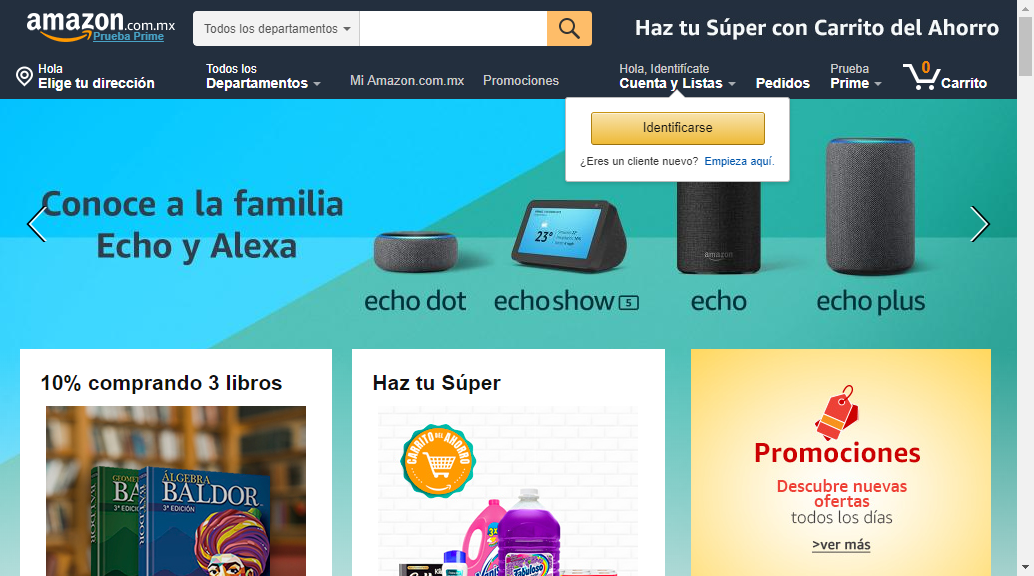 amazon.com.mx
Prueba Prime
Todos los departamentos
Haz tu Súper con Carrito del Ahorro
Hola
Elige tu dirección
Todos los
Departamentos
Mi Amazon.com.mx
Promociones
Hola, Identifícate
Cuenta y Listas
Pedidos
Prueba
Prime
0
Carrito
Identificarse
¿Eres un cliente nuevo? Empieza aquí.
Conoce a la familia
Echo y Alexa
23°
amazon
echo dot
echo show 5
echo
echo plus
10% comprando 3 libros
ÁLGEBRA
BALDOR
3ª EDICIÓN
3ª EDICIÓN
Haz tu Súper
CARRITO DEL AHORRO
Fabuloso
Promociones
Descubre nuevas
ofertas
todos los días
>ver más